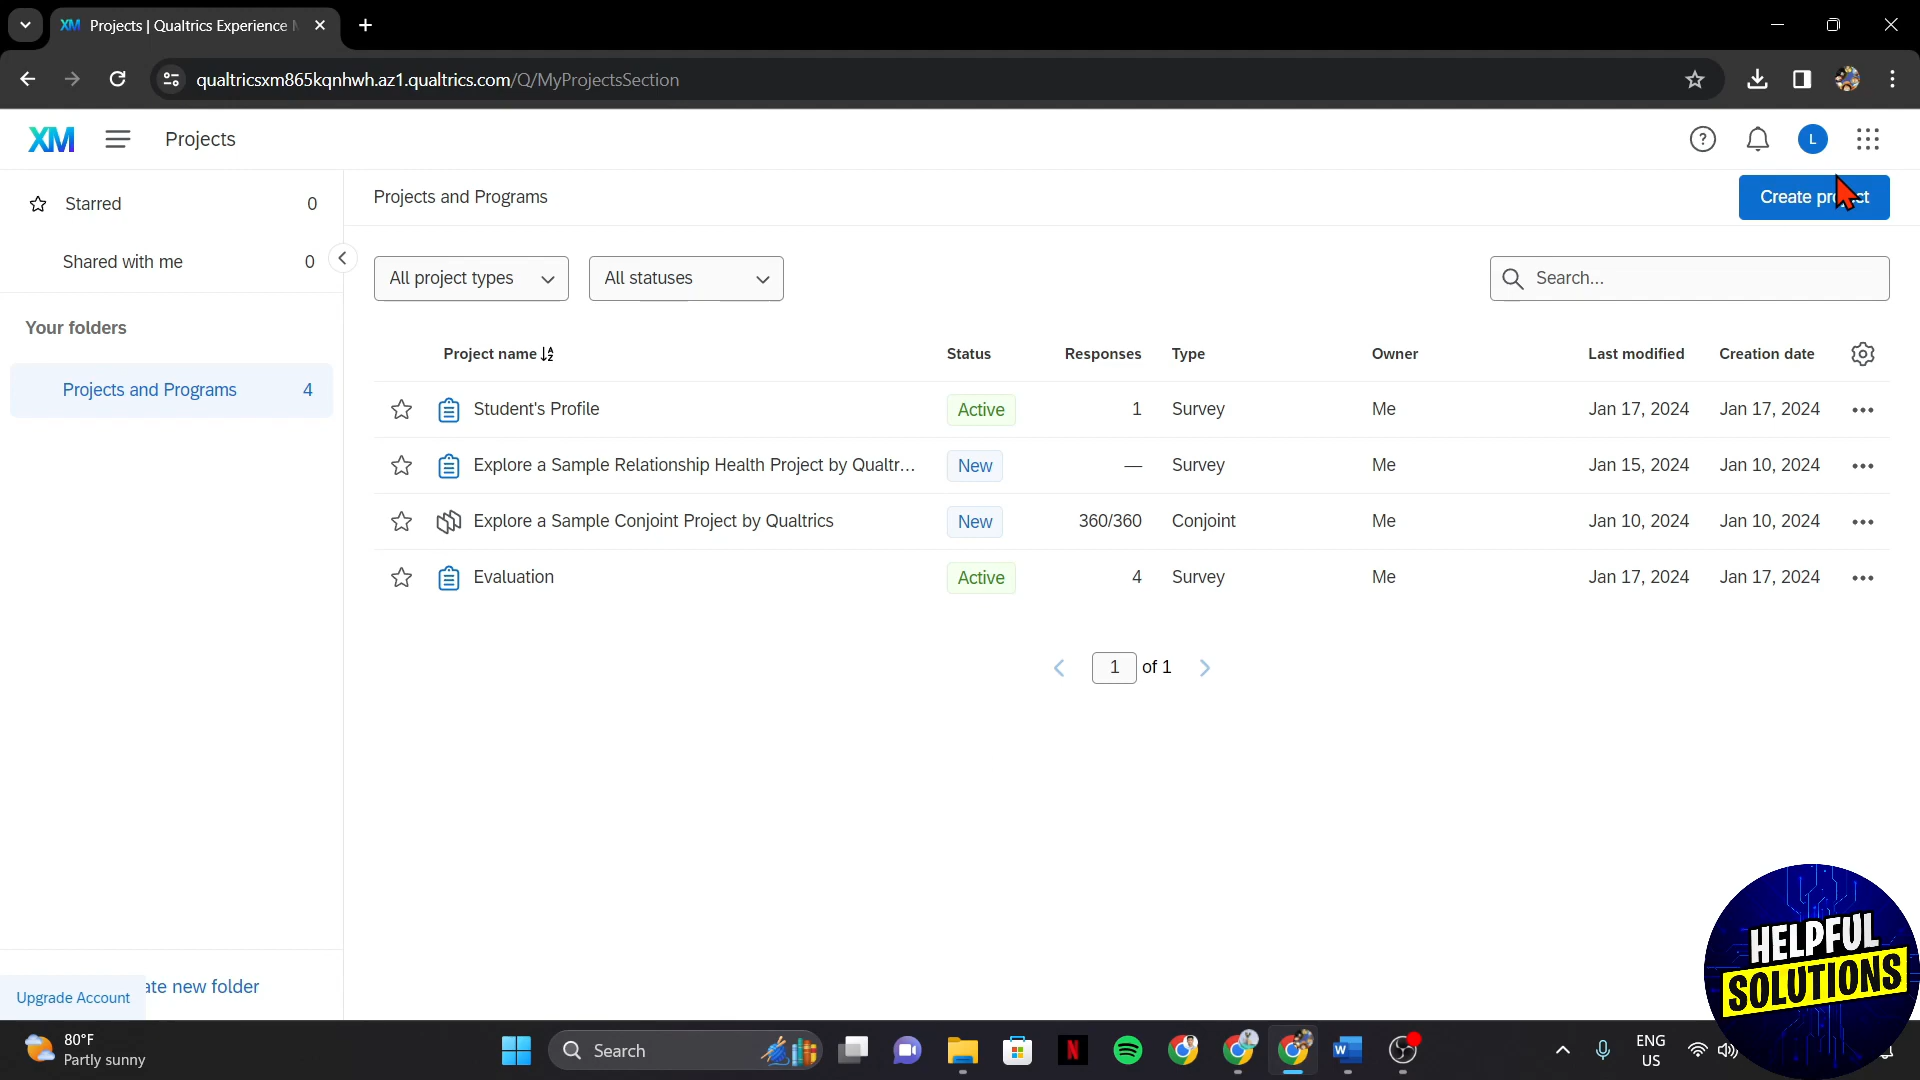 XM Projects | Qualtrics Experience
qualtricsxm865kqnhwh.az1.qualtrics.com/Q/MyProjectsSection
XM Projects
L
Starred 0
Shared with me 0
Your folders
Projects and Programs 4
Projects and Programs
Create project
All project types
All statuses
Search...
Project name Status Responses Type Owner Last modified Creation date
Student's Profile Active 1 Survey Me Jan 17, 2024 Jan 17, 2024
Explore a Sample Relationship Health Project by Qualtr... New — Survey Me Jan 15, 2024 Jan 10, 2024
Explore a Sample Conjoint Project by Qualtrics New 360/360 Conjoint Me Jan 10, 2024 Jan 10, 2024
Evaluation Active 4 Survey Me Jan 17, 2024 Jan 17, 2024
1 of 1
Upgrade Account
ate new folder
HELPFUL
SOLUTIONS
80°F
Partly sunny
Search
N
W
ENG
US